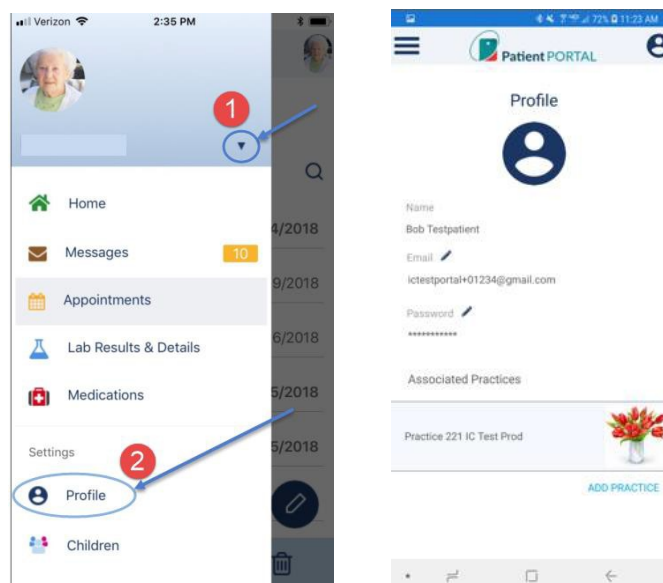 Verizon
2:35 PM
1
Home
4/2018
Messages
10
9/2018
Appointments
6/2018
Lab Results & Details
Medications
5/2018
Settings
2
5/2018
Profile
Children
72% 11:23 AM
Patient PORTAL
Profile
Name
Bob Testpatient
Email
ictestportal+01234@gmail.com
Password
***********
Associated Practices
Practice 221 IC Test Prod
ADD PRACTICE